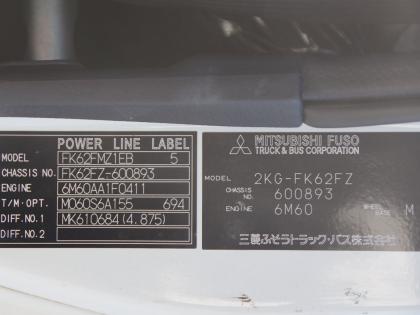 POWER LINE LABEL
MODEL FK62FMZ1EB 5
CHASSIS NO. FK62FZ-600893
ENGINE 6M60AA1F0411
T/M·OPT. M060S6A155 694
DIFF.NO.1 MK610684(4.875)
DIFF.NO.2
MITSUBISHI FUSO
TRUCK & BUS CORPORATION
MODEL 2KG-FK62FZ
CHASSIS NO. 600893
ENGINE 6M60 WHEEL BASE M
三菱ふそうトラック・バス株式会社